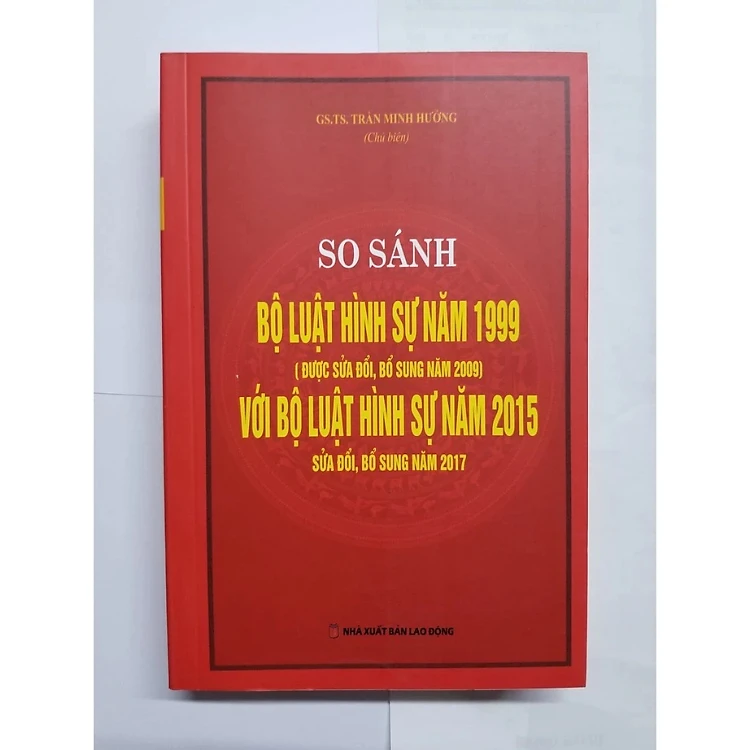 GS.TS. TRẦN MINH HƯỞNG
(Chủ biên)
SO SÁNH
BỘ LUẬT HÌNH SỰ NĂM 1999
( ĐƯỢC SỬA ĐỔI, BỔ SUNG NĂM 2009)
VỚI BỘ LUẬT HÌNH SỰ NĂM 2015
SỬA ĐỔI, BỔ SUNG NĂM 2017
NHÀ XUẤT BẢN LAO ĐỘNG